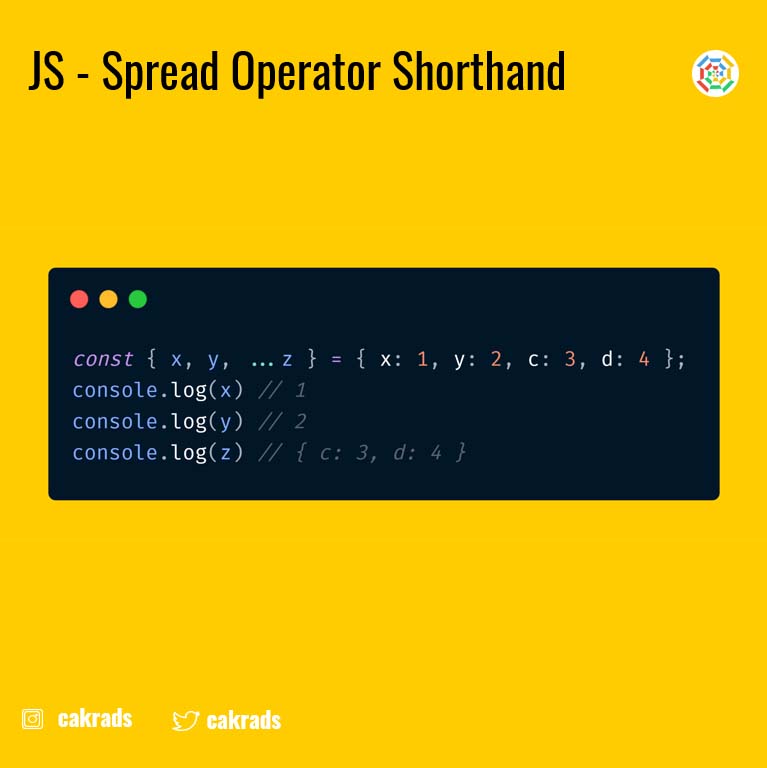 JS - Spread Operator Shorthand
const { x, y, ...z } = { x: 1, y: 2, c: 3, d: 4 };
console.log(x) // 1
console.log(y) // 2
console.log(z) // { c: 3, d: 4 }
cakrads cakrads